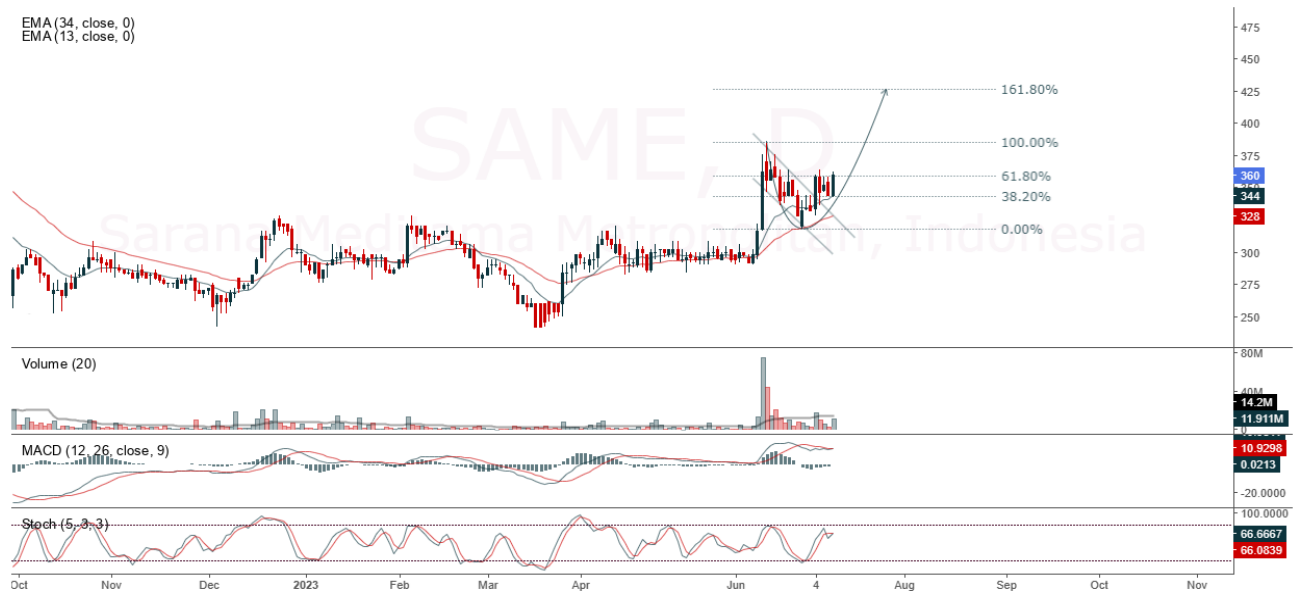 EMA (34, close, 0)
EMA (13, close, 0)
SAME, D
Sarana Meditama Metropolitan, Indonesia
475
450
425
400
375
360
344
328
300
275
250
161.80%
100.00%
61.80%
38.20%
0.00%
Volume (20)
80M
40M
14.2M
11.911M
0
MACD (12, 26, close, 9)
10.9298
0.0213
-20.0000
Stoch (5, 3, 3)
100.0000
66.6667
66.0839
Oct Nov Dec 2023 Feb Mar Apr Jun 4 Aug Sep Oct Nov